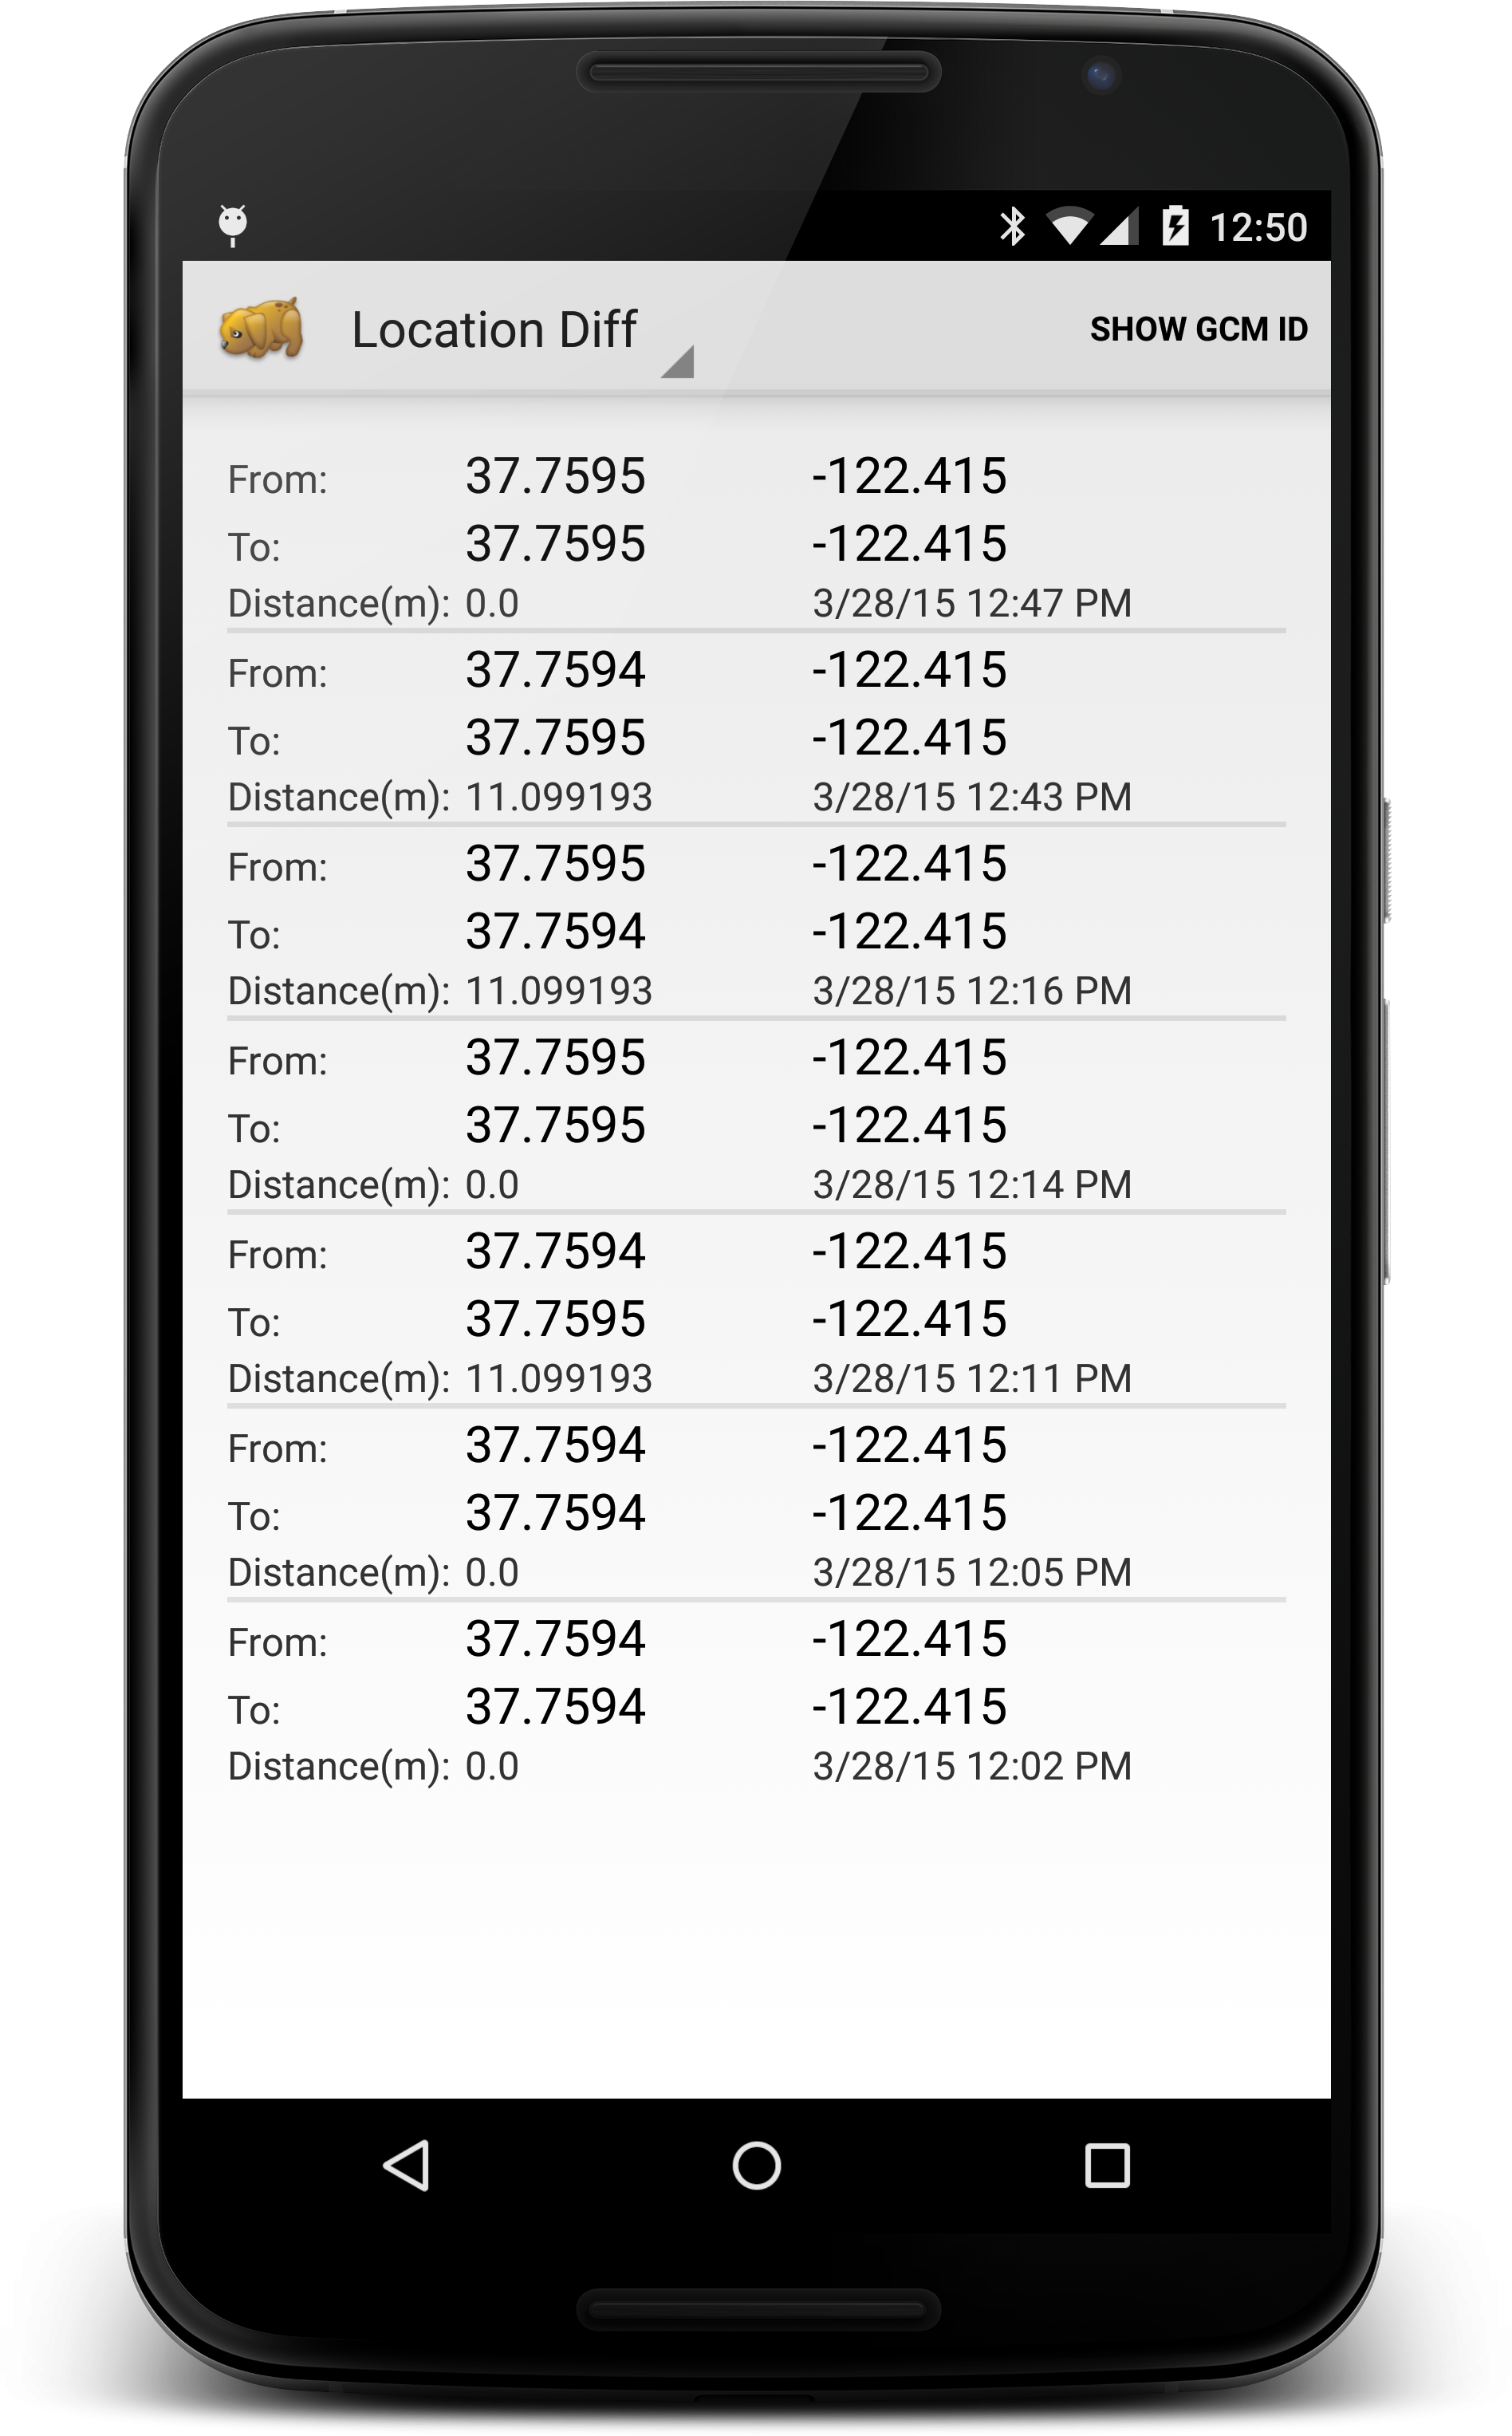 12:50
Location Diff SHOW GCM ID
From: 37.7595 -122.415
To: 37.7595 -122.415
Distance(m): 0.0 3/28/15 12:47 PM
From: 37.7594 -122.415
To: 37.7595 -122.415
Distance(m): 11.099193 3/28/15 12:43 PM
From: 37.7595 -122.415
To: 37.7594 -122.415
Distance(m): 11.099193 3/28/15 12:16 PM
From: 37.7595 -122.415
To: 37.7595 -122.415
Distance(m): 0.0 3/28/15 12:14 PM
From: 37.7594 -122.415
To: 37.7595 -122.415
Distance(m): 11.099193 3/28/15 12:11 PM
From: 37.7594 -122.415
To: 37.7594 -122.415
Distance(m): 0.0 3/28/15 12:05 PM
From: 37.7594 -122.415
To: 37.7594 -122.415
Distance(m): 0.0 3/28/15 12:02 PM